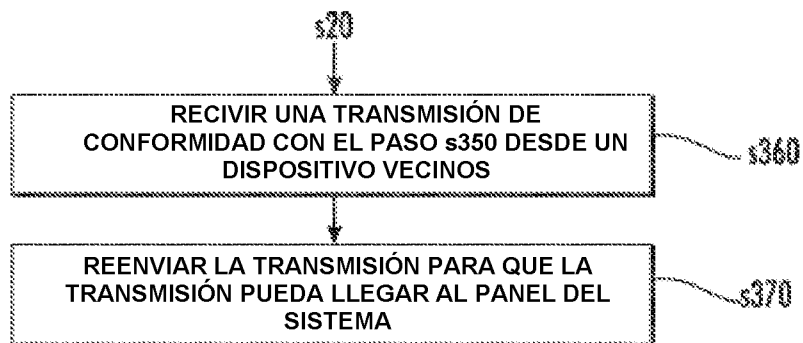 s20
RECIVIR UNA TRANSMISIÓN DE
CONFORMIDAD CON EL PASO s350 DESDE UN
DISPOSITIVO VECINOS
s360
REENVIAR LA TRANSMISIÓN PARA QUE LA
TRANSMISIÓN PUEDA LLEGAR AL PANEL DEL
SISTEMA
s370